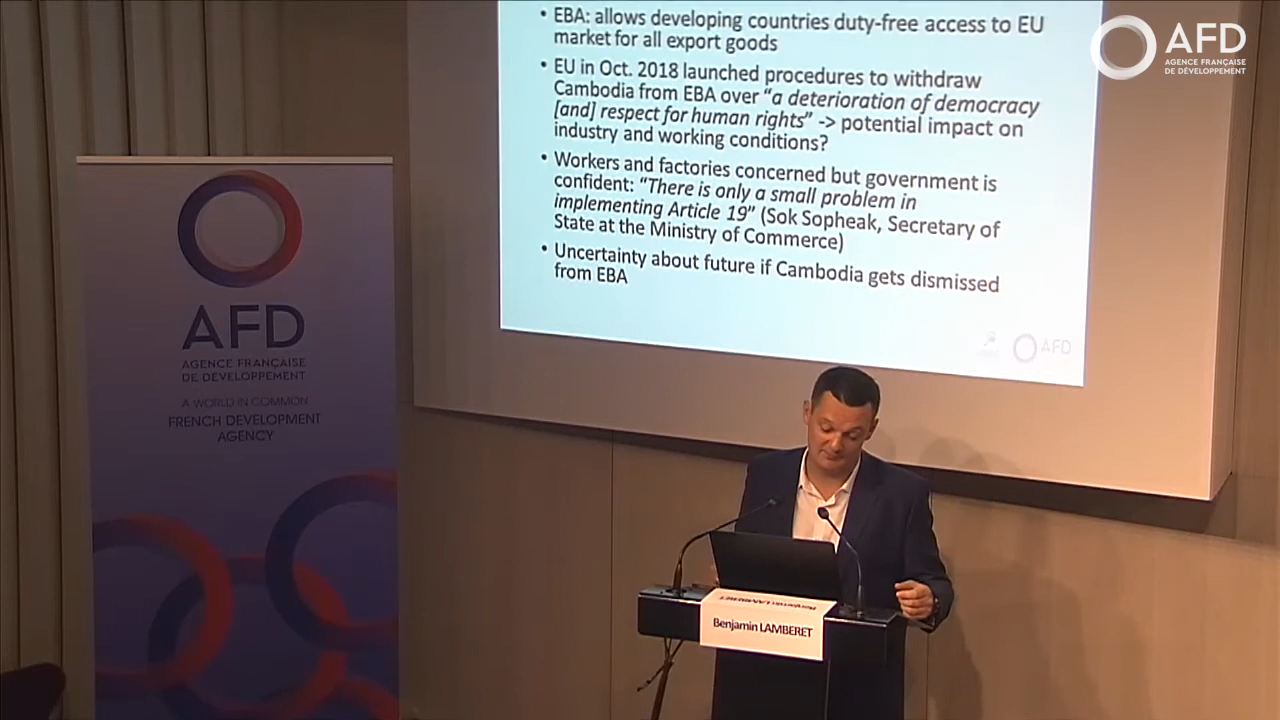 • EBA: allows developing countries duty-free access to EU
market for all export goods
• EU in Oct. 2018 launched procedures to withdraw
Cambodia from EBA over “a deterioration of democracy
[and] respect for human rights” -> potential impact on
industry and working conditions?
• Workers and factories concerned but government is
confident: “There is only a small problem in
implementing Article 19” (Sok Sopheak, Secretary of
State at the Ministry of Commerce)
• Uncertainty about future if Cambodia gets dismissed
from EBA
AFD
AFD
AGENCE FRANÇAISE
DE DÉVELOPPEMENT
AFD
AGENCE FRANÇAISE
DE DÉVELOPPEMENT
A WORLD IN COMMON
FRENCH DEVELOPMENT
AGENCY
Benjamin LAMBERET
Benjamin LAMBERET